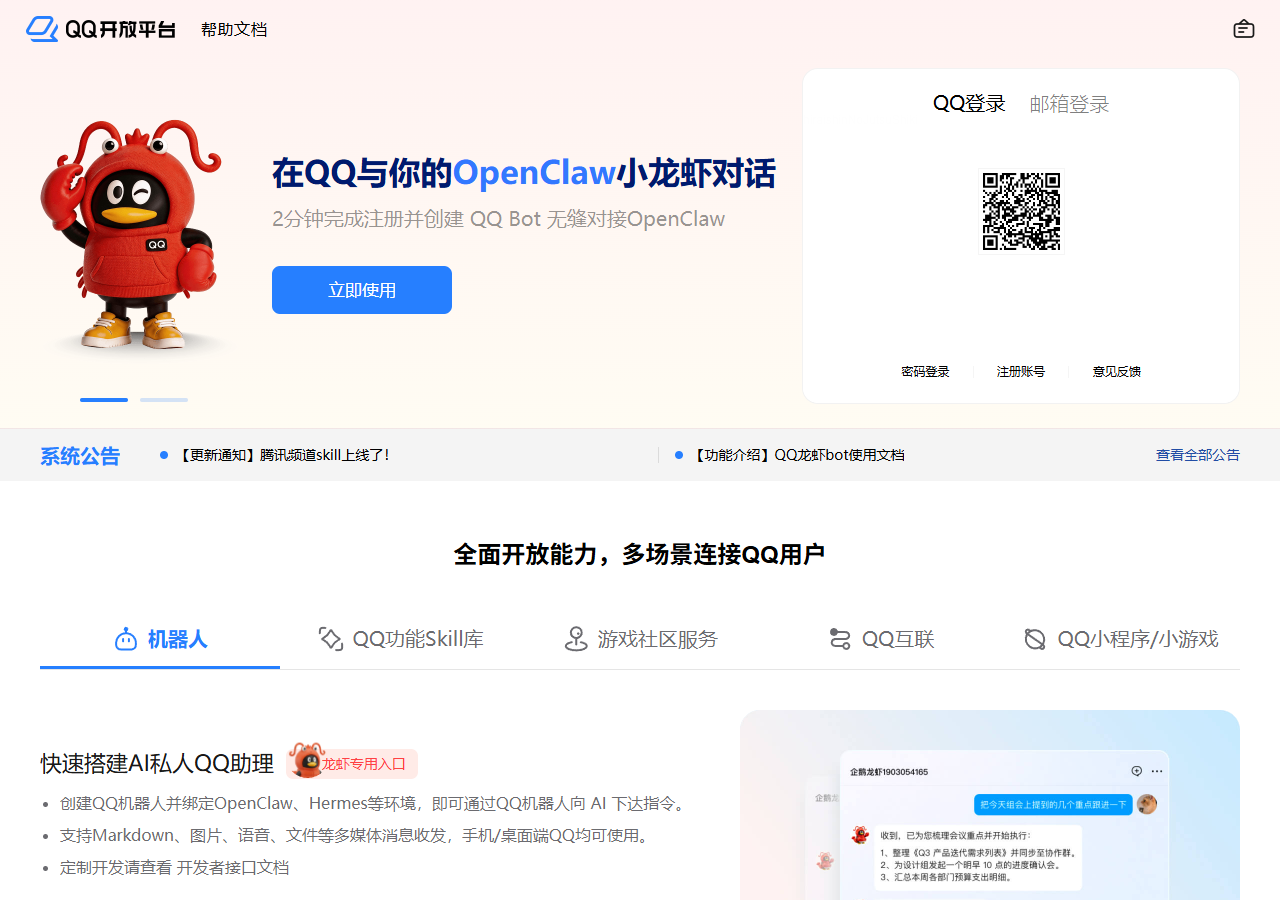 QQ开放平台 帮助文档
QQ登录 邮箱登录
在QQ与你的OpenClaw小龙虾对话
2分钟完成注册并创建 QQ Bot 无缝对接OpenClaw
QQ
立即使用
密码登录 注册账号 意见反馈
系统公告 【更新通知】腾讯频道skill上线了! 【功能介绍】QQ龙虾bot使用文档 查看全部公告
全面开放能力，多场景连接QQ用户
机器人 QQ功能Skill库 游戏社区服务 QQ互联 QQ小程序/小游戏
快速搭建AI私人QQ助理 龙虾专用入口
• 创建QQ机器人并绑定OpenClaw、Hermes等环境，即可通过QQ机器人向 AI 下达指令。
• 支持Markdown、图片、语音、文件等多媒体消息收发，手机/桌面端QQ均可使用。
• 定制开发请查看 开发者接口文档
企鹅龙虾1903054165
企鹅龙
把今天组会上提到的几个重点跟进一下
收到，已为您梳理会议重点并开始执行：
1、整理《Q3 产品迭代需求列表》并同步至协作群。
2、为设计组发起一个明早 10 点的进度确认会。
3、汇总本周各部门预算支出明细。